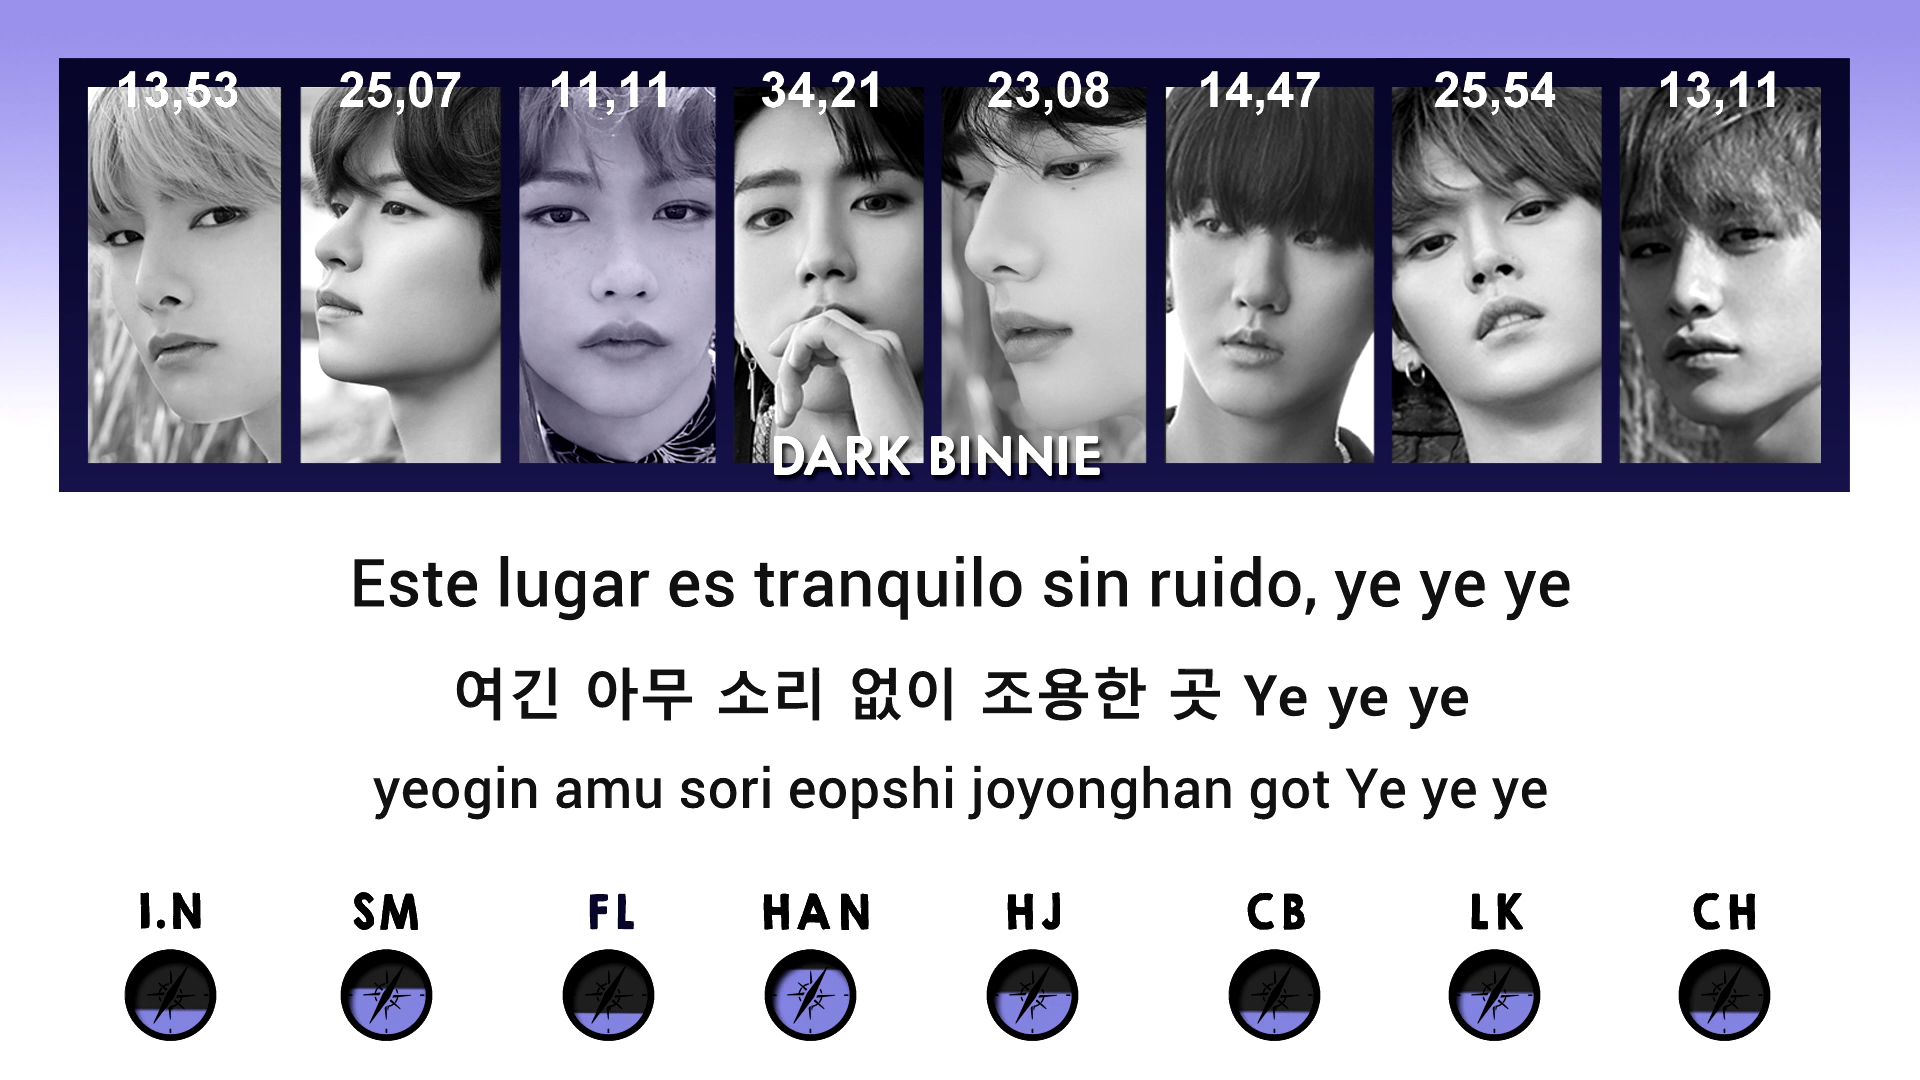 13,53 25,07 11,11 34,21 23,08 14,47 25,54 13,11
DARK BINNIE
Este lugar es tranquilo sin ruido, ye ye ye
여긴 아무 소리 없이 조용한 곳 Ye ye ye
yeogin amu sori eopshi joyonghan got Ye ye ye
I.N SM FL HAN HJ CB LK CH